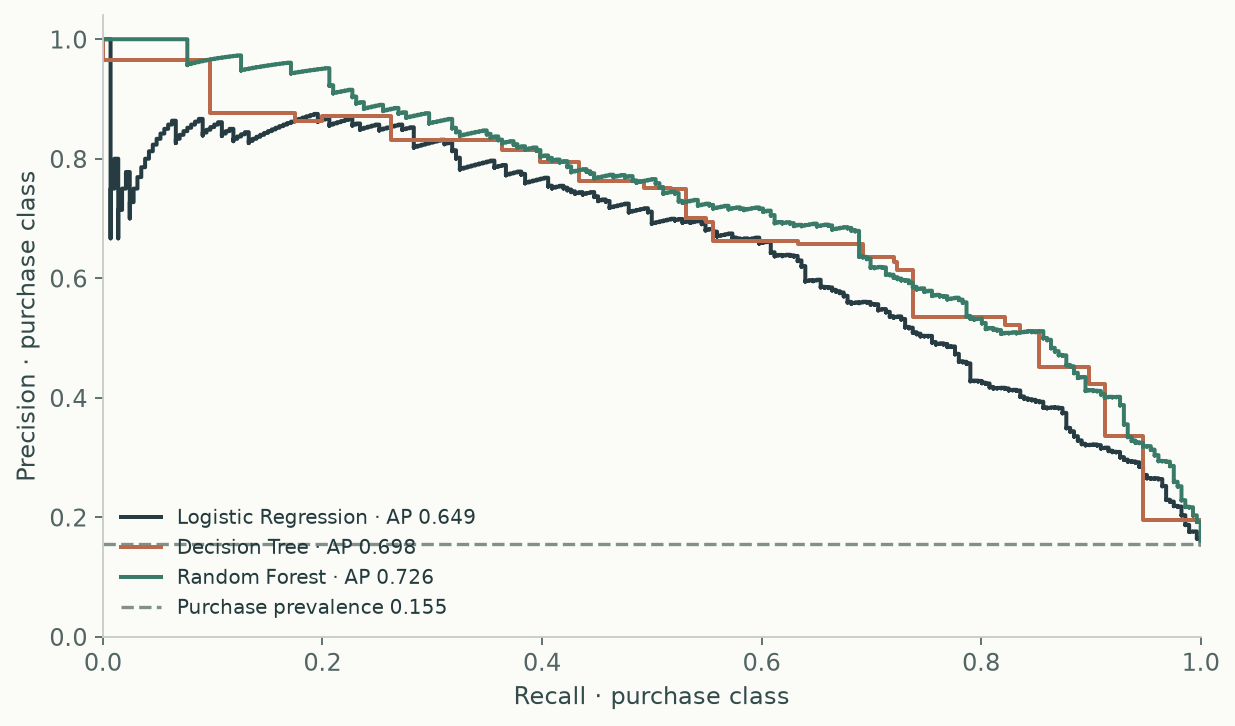 1.0
0.8
0.6
0.4
0.2
0.0
Precision · purchase class
Logistic Regression · AP 0.649
Decision Tree · AP 0.698
Random Forest · AP 0.726
Purchase prevalence 0.155
0.0 0.2 0.4 0.6 0.8 1.0
Recall · purchase class